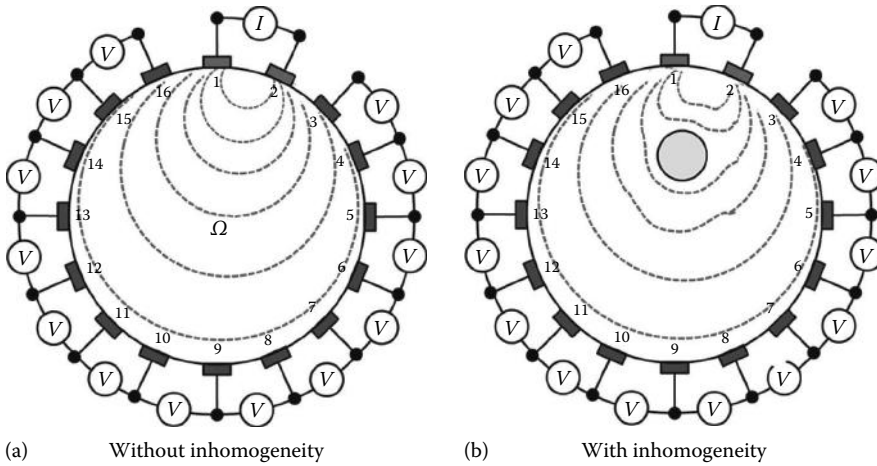 I
V
V
V
V
V
V
V
V
V
V
V
V
V
1
2
3
4
5
6
7
8
9
10
11
12
13
14
15
16
Ω
(a) Without inhomogeneity
I
V
V
V
V
V
V
V
V
V
V
V
V
V
1
2
3
4
5
6
7
8
9
10
11
12
13
14
15
16
(b) With inhomogeneity